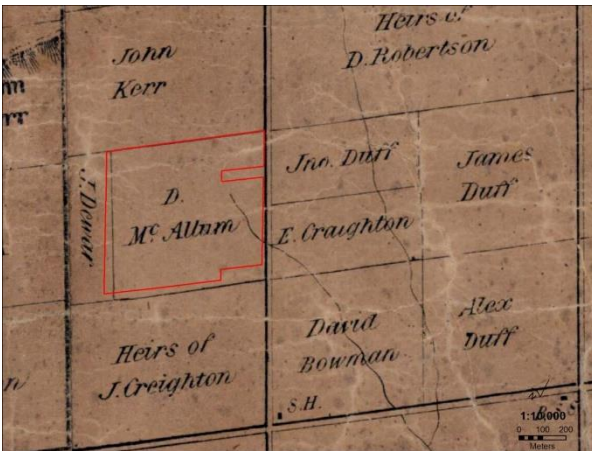 Heirs of
D. Robertson
John
Kerr
Jno. Duff
James
Duff
J. Dewar
D.
Mc Allum
E. Craighton
Heirs of
J. Creighton
David
Bowman
Alex
Duff
S.H.
1:10,000
0 100 200
Meters